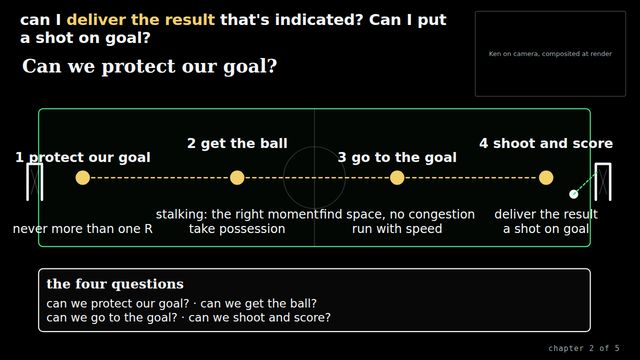 can I deliver the result that's indicated? Can I put
a shot on goal?
Can we protect our goal?
Ken on camera, composited at render
1 protect our goal
2 get the ball
3 go to the goal
4 shoot and score
never more than one R
stalking: the right moment
take possession
find space, no congestion
run with speed
deliver the result
a shot on goal
the four questions
can we protect our goal? · can we get the ball?
can we go to the goal? · can we shoot and score?
chapter 2 of 5